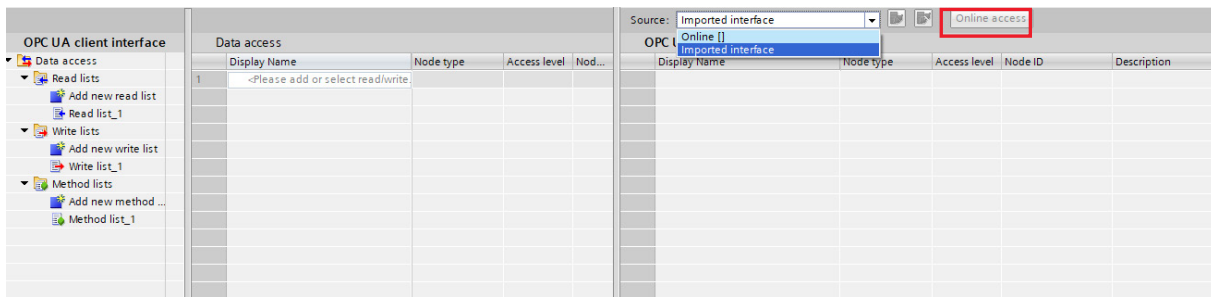 Source: Imported interface Online access
Online []
Imported interface
OPC UA client interface
Data access
OPC U
Data access
Read lists
Add new read list
Read list_1
Write lists
Add new write list
Write list_1
Method lists
Add new method ...
Method list_1
Display Name Node type Access level Nod...
1 <Please add or select read/write.
Display Name Node type Access level Node ID Description